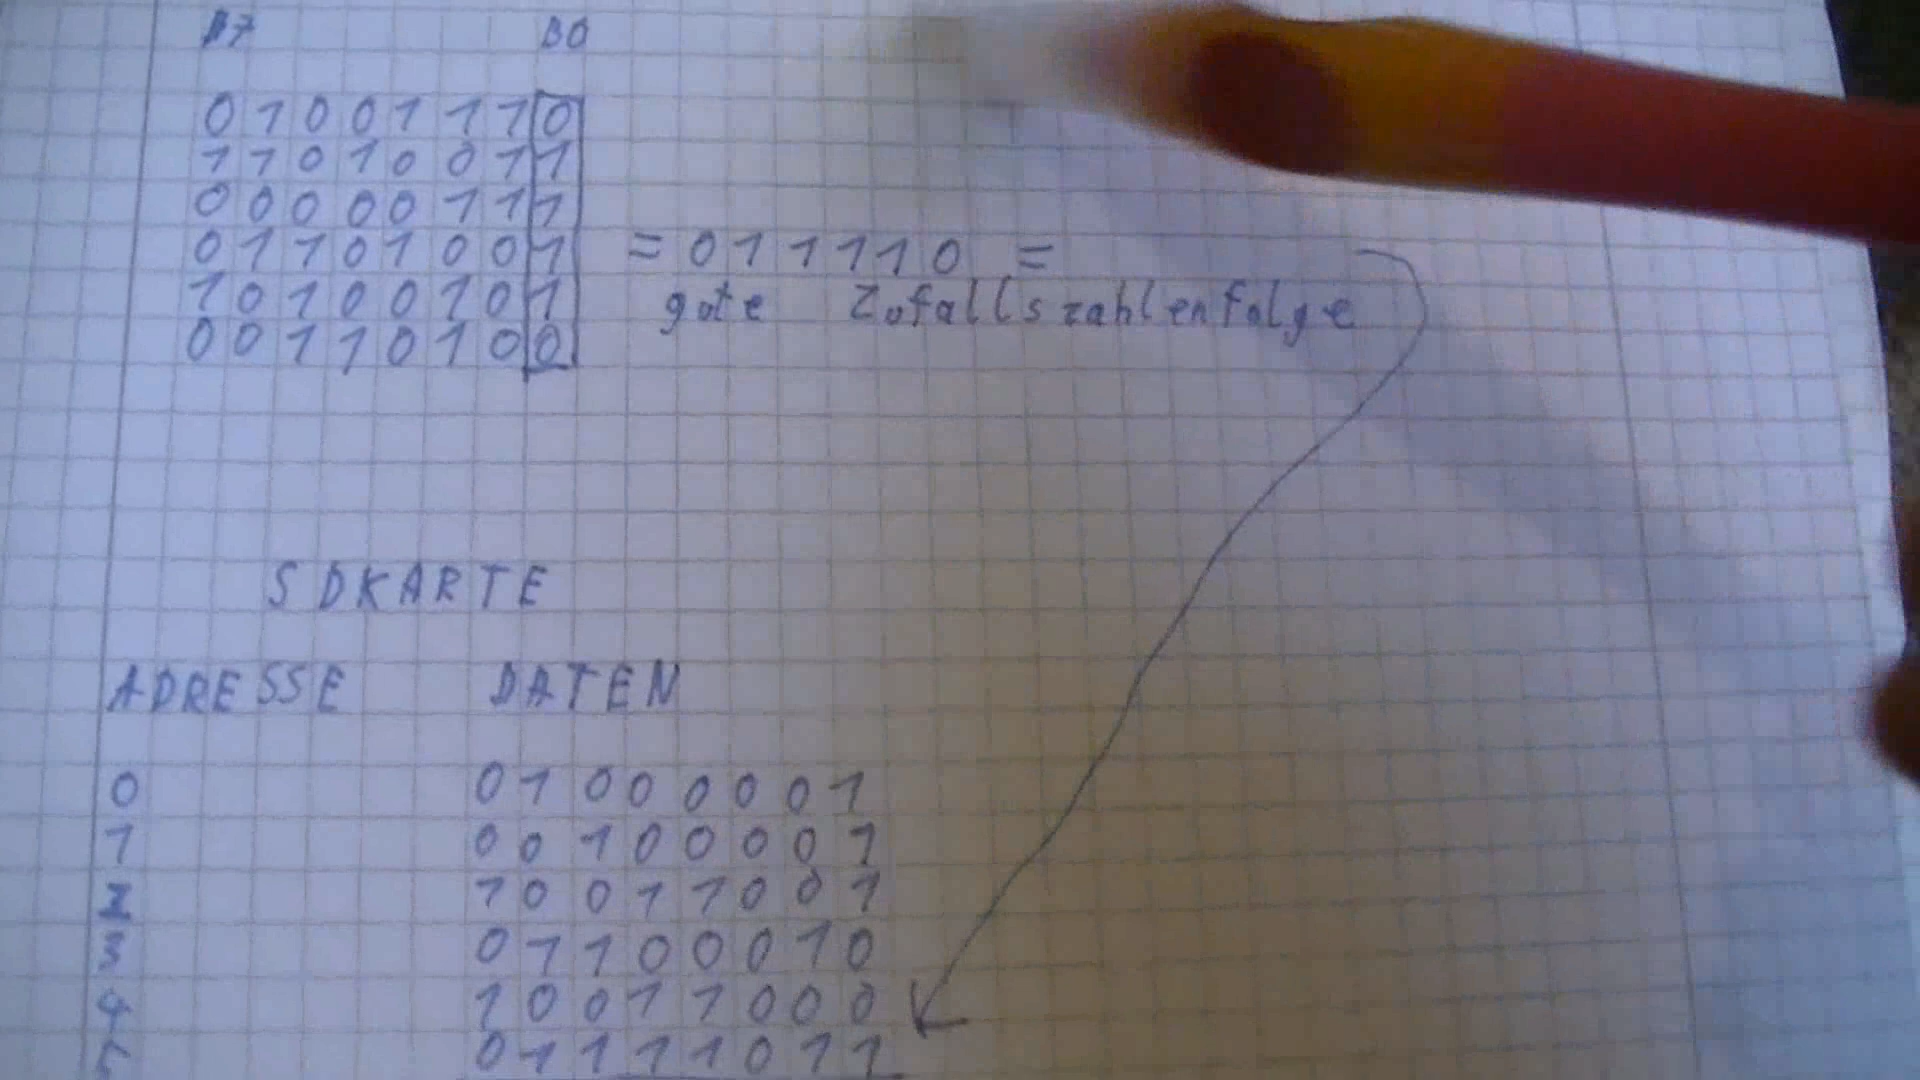 B7 B0
0 1 0 0 1 1 1 0
1 1 0 1 0 0 1 1
0 0 0 0 0 1 1 1
0 1 1 0 1 0 0 1 = 0 1 1 1 1 0 =
1 0 1 0 0 1 0 1 gute Zufallszahlenfolge
0 0 1 1 0 1 0 0
SDKARTE
ADRESSE DATEN
0 0 1 0 0 0 0 0 1
1 0 0 1 0 0 0 0 1
2 1 0 0 1 1 0 0 1
3 0 1 1 0 0 0 1 0
4 1 0 0 1 1 0 0 0
5 0 1 1 1 1 0 1 1